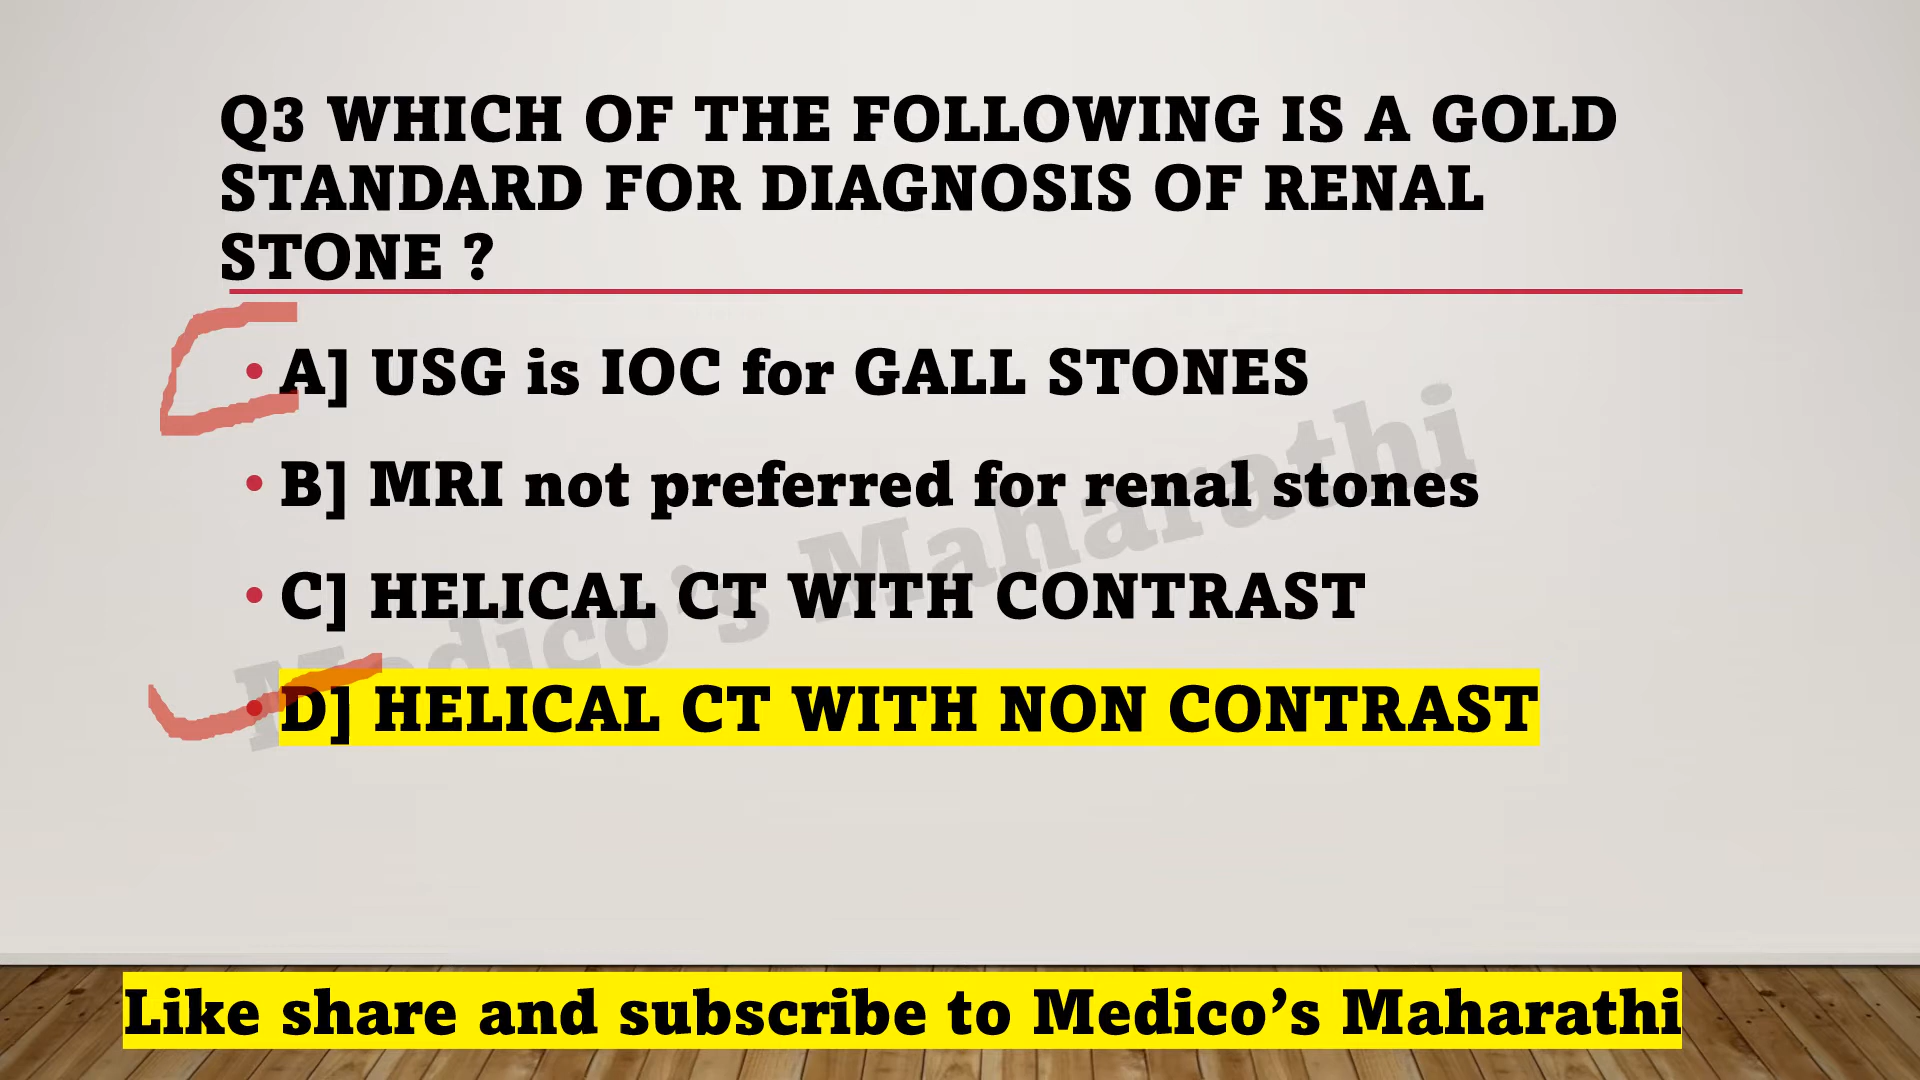 Q3 WHICH OF THE FOLLOWING IS A GOLD
STANDARD FOR DIAGNOSIS OF RENAL
STONE ?
• A] USG is IOC for GALL STONES
• B] MRI not preferred for renal stones
• C] HELICAL CT WITH CONTRAST
• D] HELICAL CT WITH NON CONTRAST
Medico's Maharathi
Like share and subscribe to Medico’s Maharathi